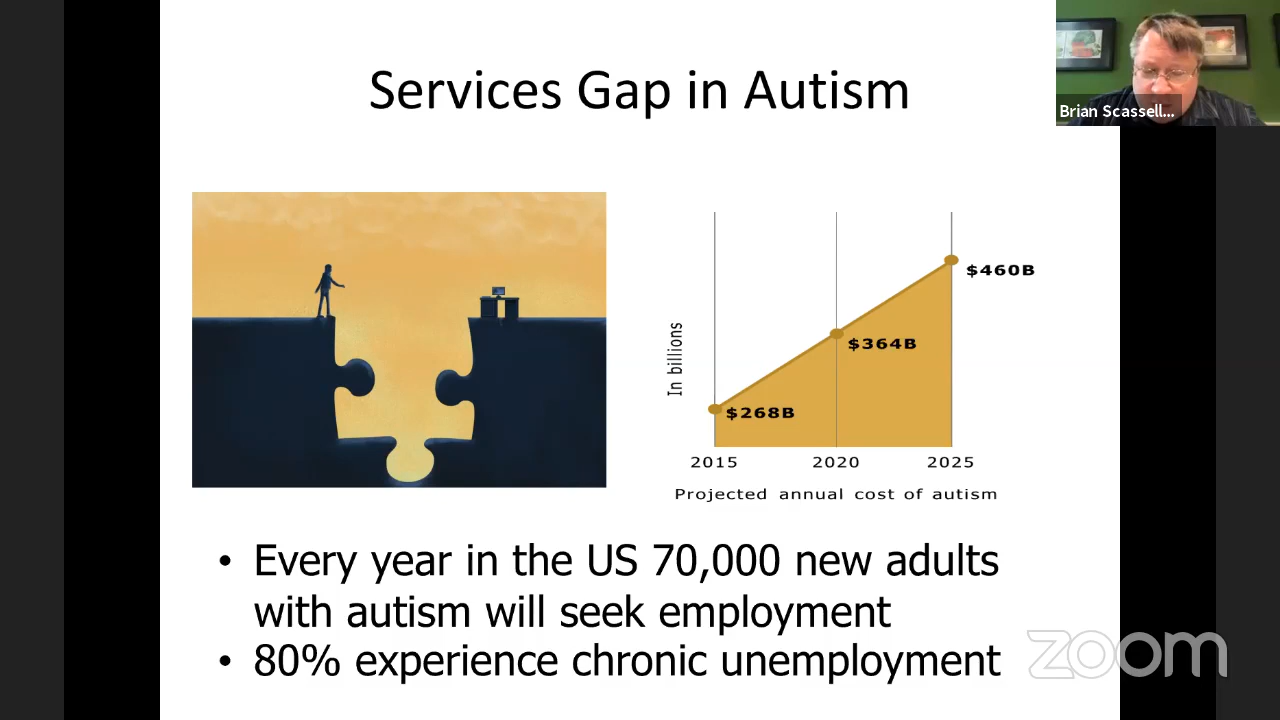 Services Gap in Autism
Brian Scassell...
$460B
$364B
$268B
In billions
2015 2020 2025
Projected annual cost of autism
• Every year in the US 70,000 new adults
with autism will seek employment
• 80% experience chronic unemployment
zoom